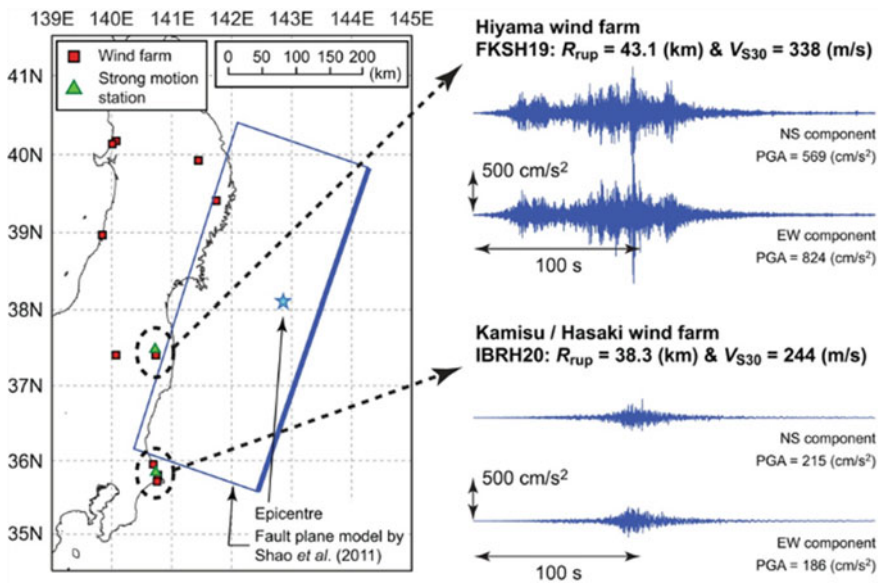 139E 140E 141E 142E 143E 144E 145E
41N
40N
39N
38N
37N
36N
35N
Wind farm
Strong motion
station
0 50 100 150 200
(km)
Epicentre
Fault plane model by
Shao et al. (2011)
Hiyama wind farm
FKSH19: Rrup = 43.1 (km) & VS30 = 338 (m/s)
NS component
PGA = 569 (cm/s²)
500 cm/s²
EW component
PGA = 824 (cm/s²)
100 s
Kamisu / Hasaki wind farm
IBRH20: Rrup = 38.3 (km) & VS30 = 244 (m/s)
NS component
PGA = 215 (cm/s²)
500 cm/s²
EW component
PGA = 186 (cm/s²)
100 s